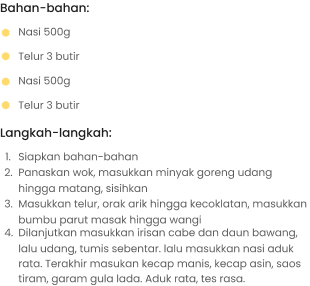 Bahan-bahan:
Nasi 500g
Telur 3 butir
Nasi 500g
Telur 3 butir
Langkah-langkah:
1. Siapkan bahan-bahan
2. Panaskan wok, masukkan minyak goreng udang
hingga matang, sisihkan
3. Masukkan telur, orak arik hingga kecoklatan, masukkan
bumbu parut masak hingga wangi
4. Dilanjutkan masukkan irisan cabe dan daun bawang,
lalu udang, tumis sebentar. lalu masukkan nasi aduk
rata. Terakhir masukan kecap manis, kecap asin, saos
tiram, garam gula lada. Aduk rata, tes rasa.